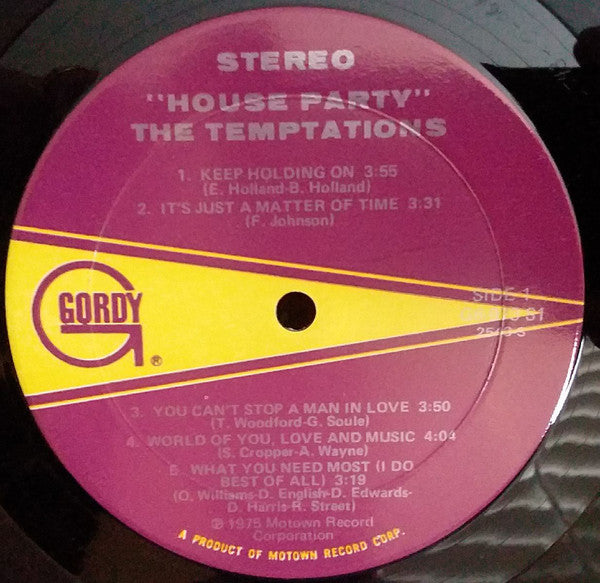 STEREO
"HOUSE PARTY"
THE TEMPTATIONS
1. KEEP HOLDING ON 3:55
(E. Holland-B. Holland)
2. IT'S JUST A MATTER OF TIME 3:31
(F. Johnson)
GORDY
®
SIDE 1
3. YOU CAN'T STOP A MAN IN LOVE 3:50
(T. Woodford-G. Soule)
4. WORLD OF YOU, LOVE AND MUSIC 4:04
(S. Cropper-A. Wayne)
5. WHAT YOU NEED MOST (I DO
BEST OF ALL) 3:19
(O. Williams-D. English-D. Edwards-
D. Harris-R. Street)
℗ 1975 Motown Record
Corporation
A PRODUCT OF MOTOWN RECORD CORP.